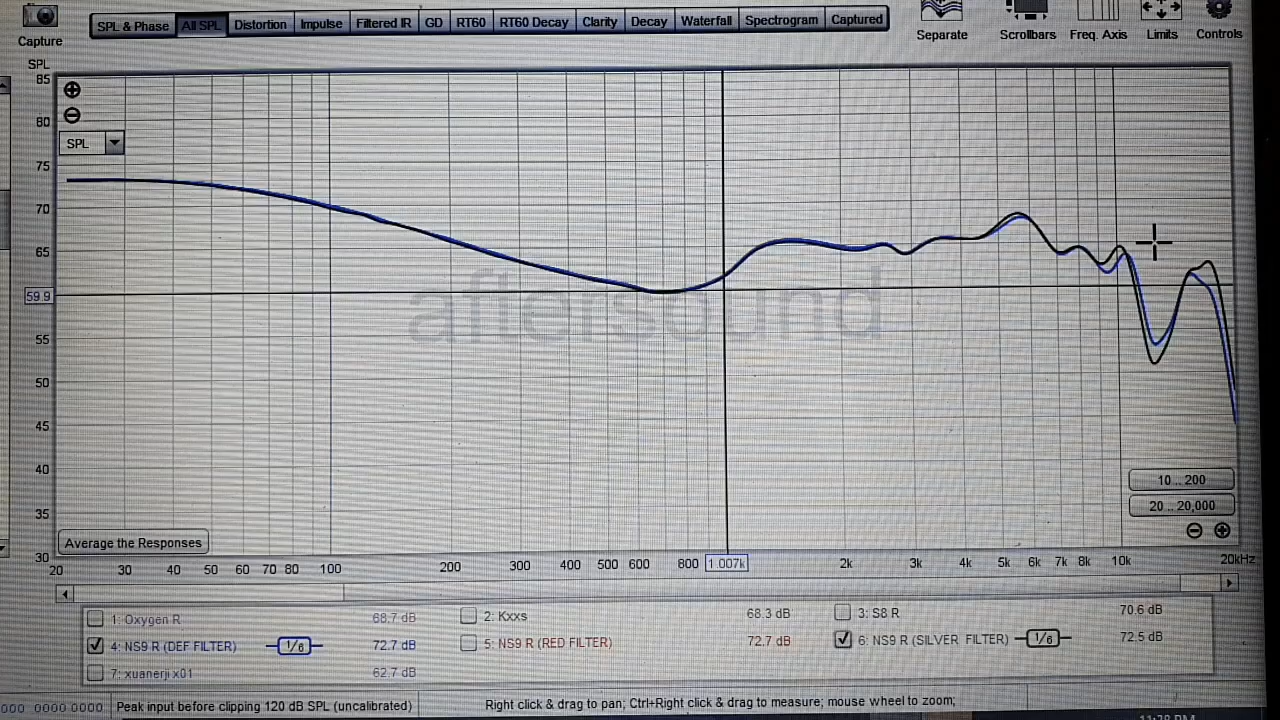 SPL & Phase All SPL Distortion Impulse Filtered IR GD RT60 RT60 Decay Clarity Decay Waterfall Spectrogram Captured
Capture Separate Scrollbars Freq. Axis Limits Controls
SPL
85
80
SPL
75
70
65
59.9
55
50
45
40
35
30
aftersound
10 .. 200
20 .. 20,000
Average the Responses
20 30 40 50 60 70 80 100 200 300 400 500 600 800 1.007k 2k 3k 4k 5k 6k 7k 8k 10k 20kHz
1: Oxygen R 68.7 dB 2: Kxxs 68.3 dB 3: S8 R 70.6 dB
4: NS9 R (DEF FILTER) 1/6 72.7 dB 5: NS9 R (RED FILTER) 72.7 dB 6: NS9 R (SILVER FILTER) 1/6 72.5 dB
7: xuanerji x01 62.7 dB
000 0000 0000 Peak input before clipping 120 dB SPL (uncalibrated) Right click & drag to pan; Ctrl+Right click & drag to measure; mouse wheel to zoom;